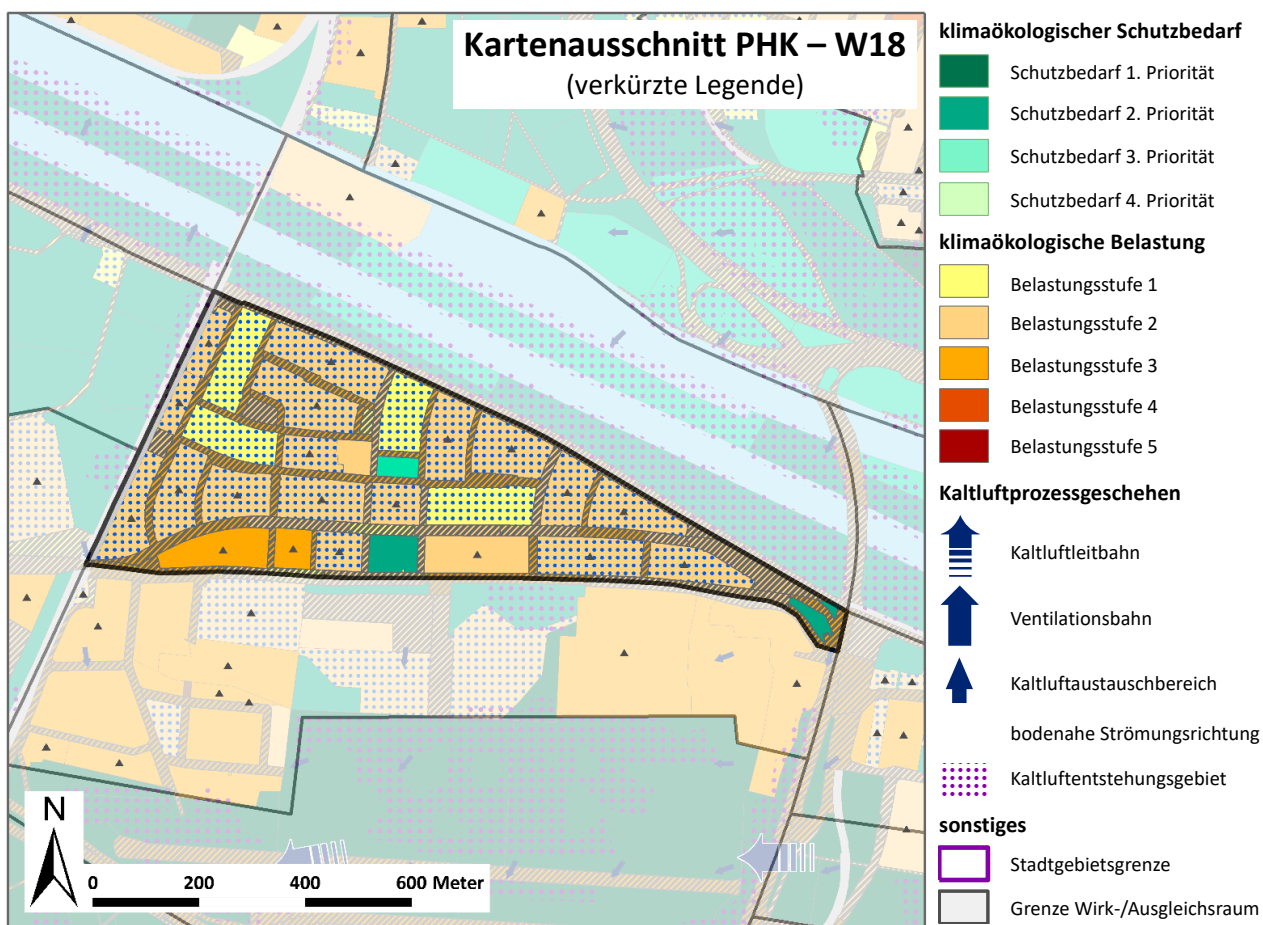 Kartenausschnitt PHK – W18
(verkürzte Legende)
klimaökologischer Schutzbedarf
Schutzbedarf 1. Priorität
Schutzbedarf 2. Priorität
Schutzbedarf 3. Priorität
Schutzbedarf 4. Priorität
klimaökologische Belastung
Belastungsstufe 1
Belastungsstufe 2
Belastungsstufe 3
Belastungsstufe 4
Belastungsstufe 5
Kaltluftprozessgeschehen
Kaltluftleitbahn
Ventilationsbahn
Kaltluftaustauschbereich
bodenahe Strömungsrichtung
Kaltluftentstehungsgebiet
sonstiges
Stadtgebietsgrenze
Grenze Wirk-/Ausgleichsraum
N
0 200 400 600 Meter